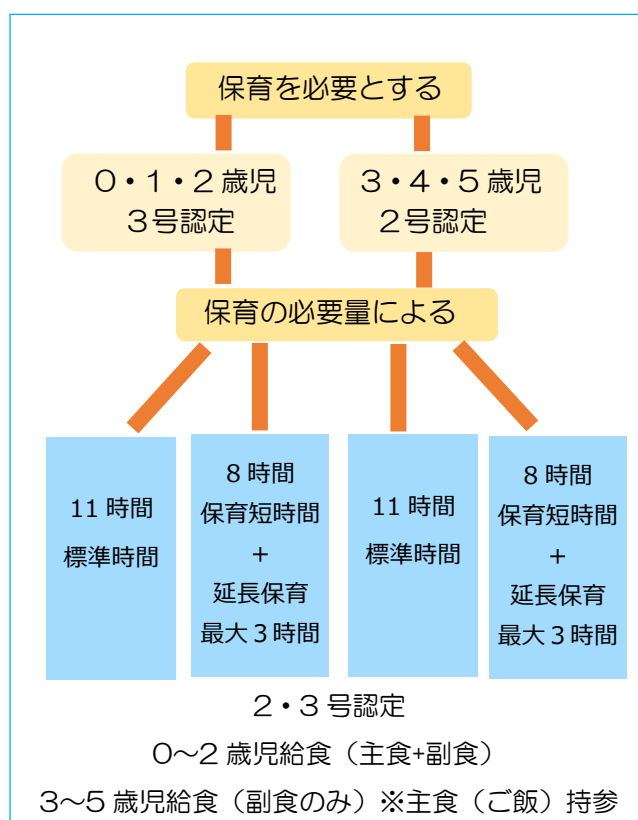 保育を必要とする
０・１・２歳児
３号認定
３・４・５歳児
２号認定
保育の必要量による
11 時間
標準時間
８時間
保育短時間
+
延長保育
最大３時間
11 時間
標準時間
８時間
保育短時間
+
延長保育
最大３時間
２・３号認定
０～２歳児給食（主食+副食）
３～５歳児給食（副食のみ）※主食（ご飯）持参